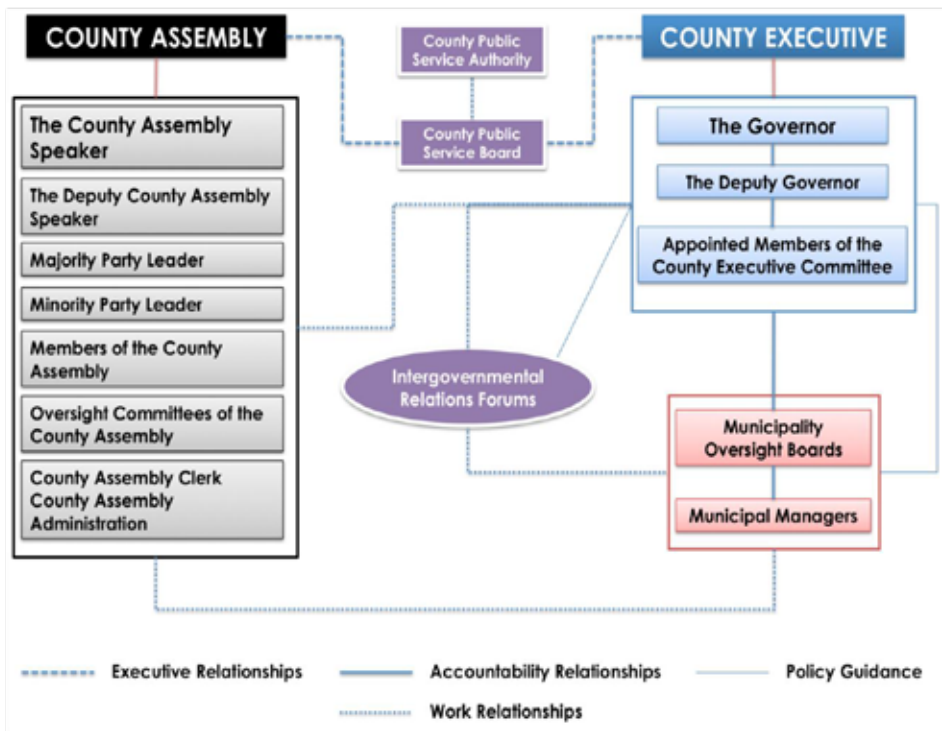 COUNTY ASSEMBLY
County Public
Service Authority
COUNTY EXECUTIVE
County Public
Service Board
The County Assembly
Speaker
The Deputy County Assembly
Speaker
Majority Party Leader
Minority Party Leader
Members of the County
Assembly
Oversight Committees of the
County Assembly
County Assembly Clerk
County Assembly
Administration
The Governor
The Deputy Governor
Appointed Members of the
County Executive Committee
Intergovernmental
Relations Forums
Municipality
Oversight Boards
Municipal Managers
Executive Relationships
Accountability Relationships
Policy Guidance
Work Relationships